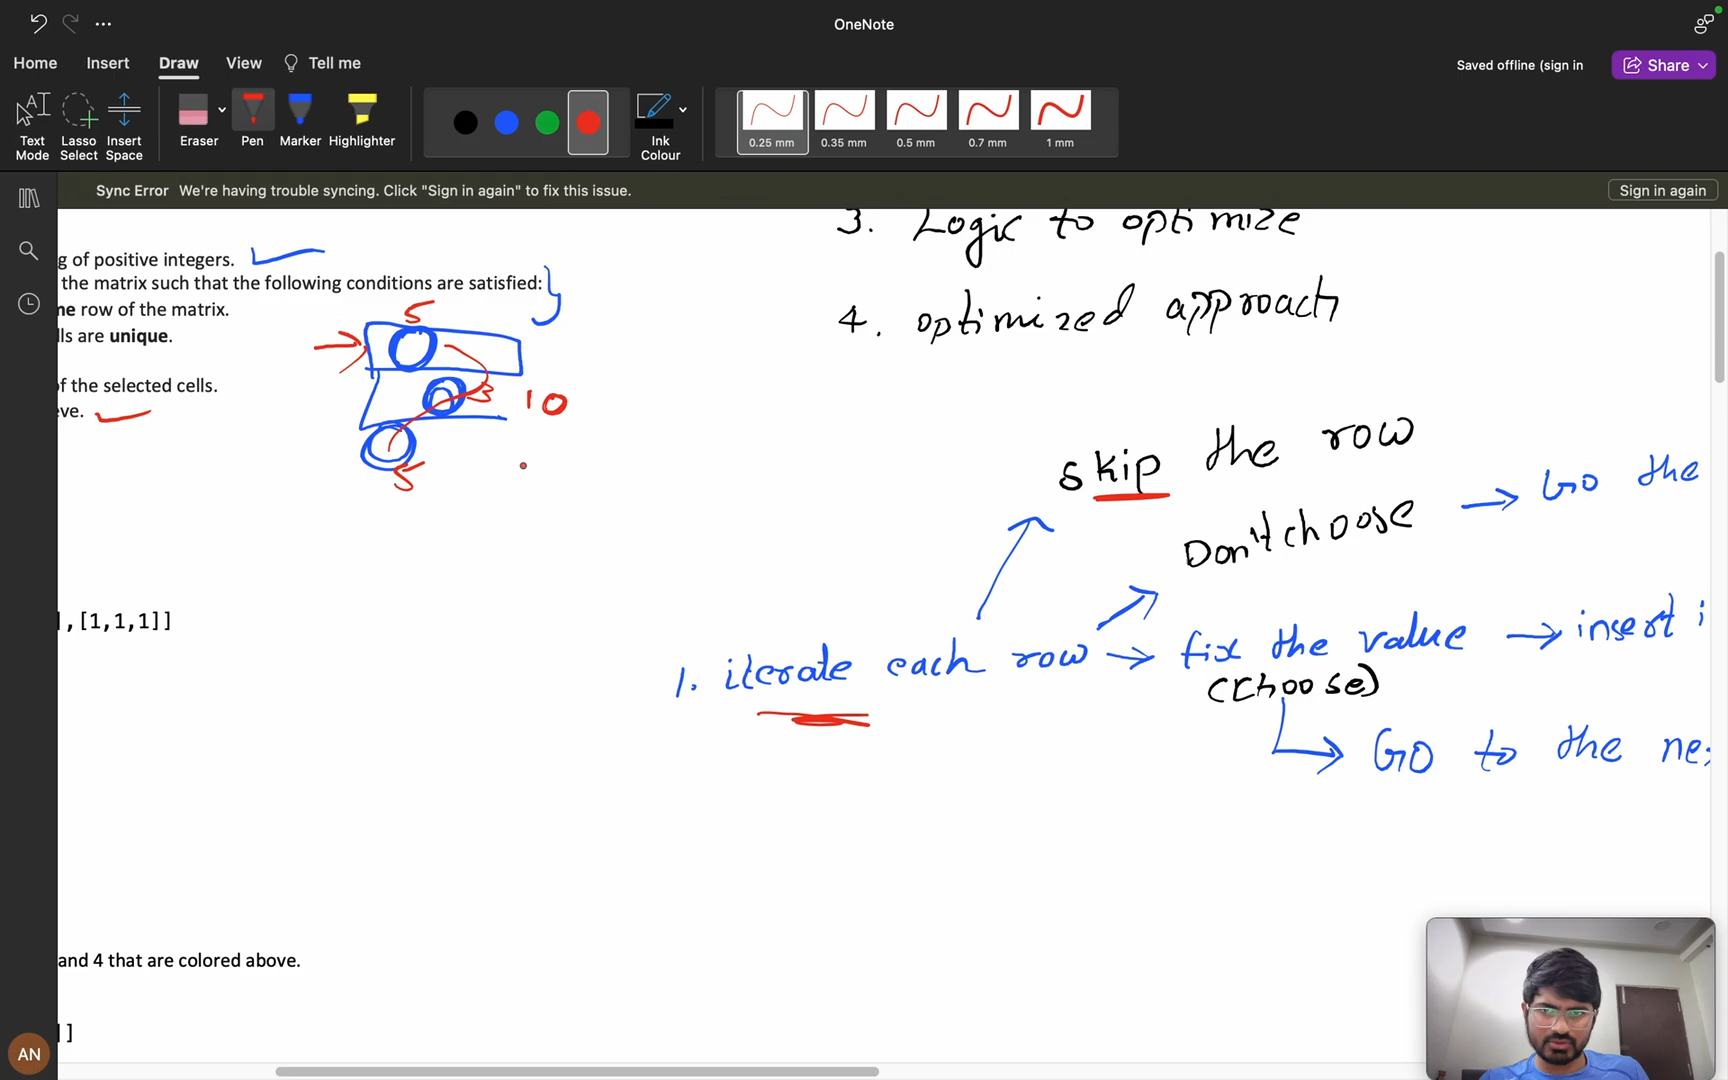 OneNote
Home Insert Draw View Tell me
Saved offline (sign in
Share
Text Mode
Lasso Select
Insert Space
Eraser
Pen
Marker
Highlighter
Ink Colour
0.25 mm
0.35 mm
0.5 mm
0.7 mm
1 mm
Sync Error We're having trouble syncing. Click "Sign in again" to fix this issue.
Sign in again
3. Logic to optimize
g of positive integers.
the matrix such that the following conditions are satisfied:
me row of the matrix.
lls are unique.
4. optimized approach
of the selected cells.
eve.
5
3
10
5
skip the row
Don't choose → Go the
],[1,1,1]]
1. iterate each row → fix the value → insert i
(choose)
Go to the ne
and 4 that are colored above.
]]
AN